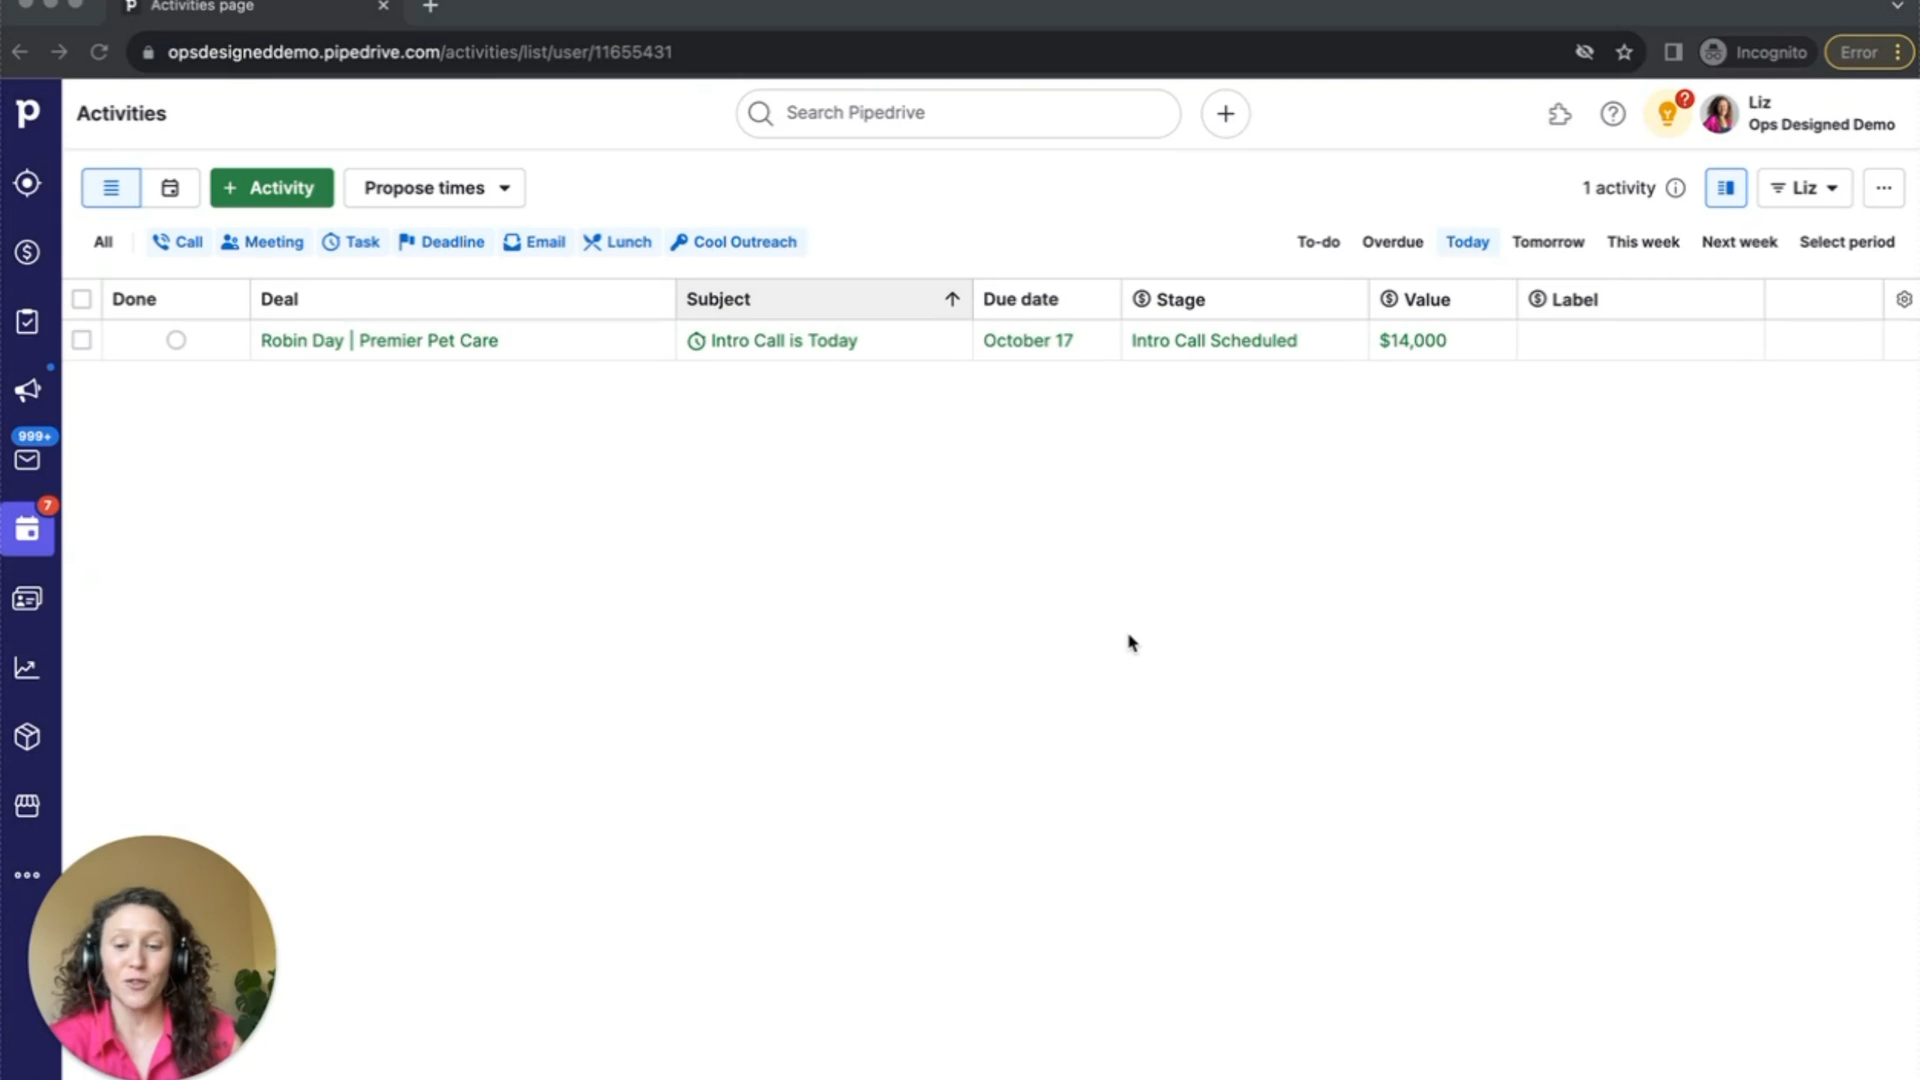 Activities page
opsdesigneddemo.pipedrive.com/activities/list/user/11655431
Incognito
Error
p
Activities
Search Pipedrive
?
Liz
Ops Designed Demo
+ Activity
Propose times
1 activity
Liz
All
Call
Meeting
Task
Deadline
Email
Lunch
Cool Outreach
To-do
Overdue
Today
Tomorrow
This week
Next week
Select period
Done
Deal
Subject
Due date
Stage
Value
Label
Robin Day | Premier Pet Care
Intro Call is Today
October 17
Intro Call Scheduled
$14,000
999+
7